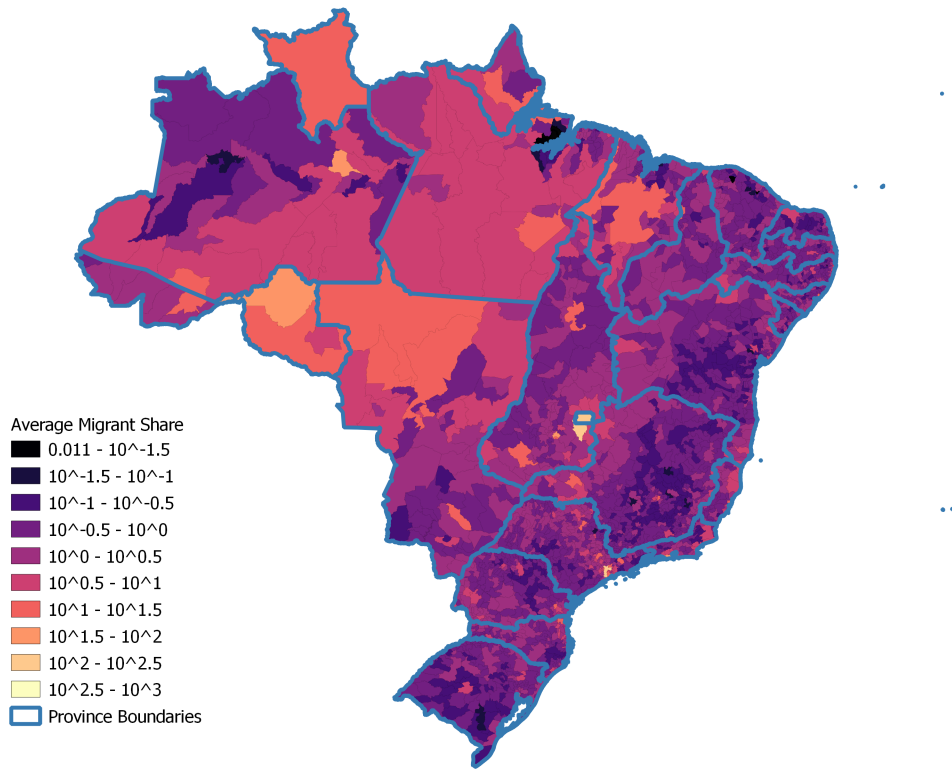 Average Migrant Share
0.011 - 10^-1.5
10^-1.5 - 10^-1
10^-1 - 10^-0.5
10^-0.5 - 10^0
10^0 - 10^0.5
10^0.5 - 10^1
10^1 - 10^1.5
10^1.5 - 10^2
10^2 - 10^2.5
10^2.5 - 10^3
Province Boundaries